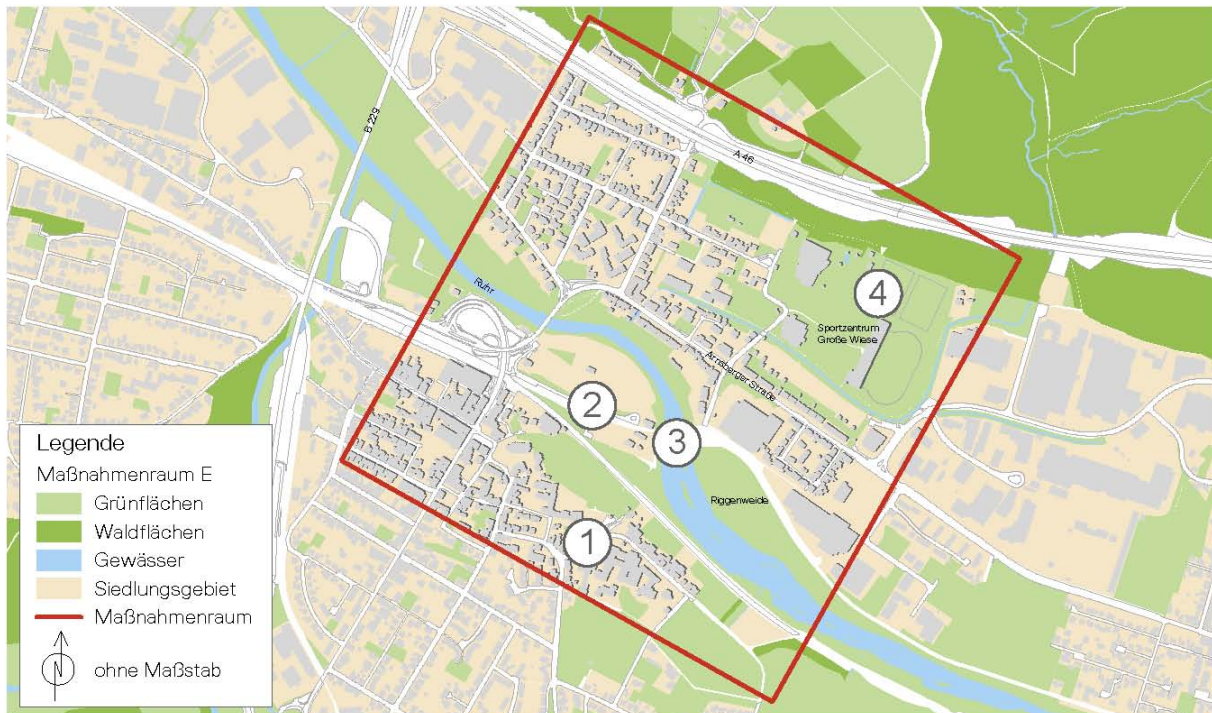 B 229
A 46
Ruhr
4
Sportzentrum
Große Wiese
Arnsberger Straße
2
3
Riggenweide
1
Legende
Maßnahmenraum E
Grünflächen
Waldflächen
Gewässer
Siedlungsgebiet
Maßnahmenraum
N
ohne Maßstab